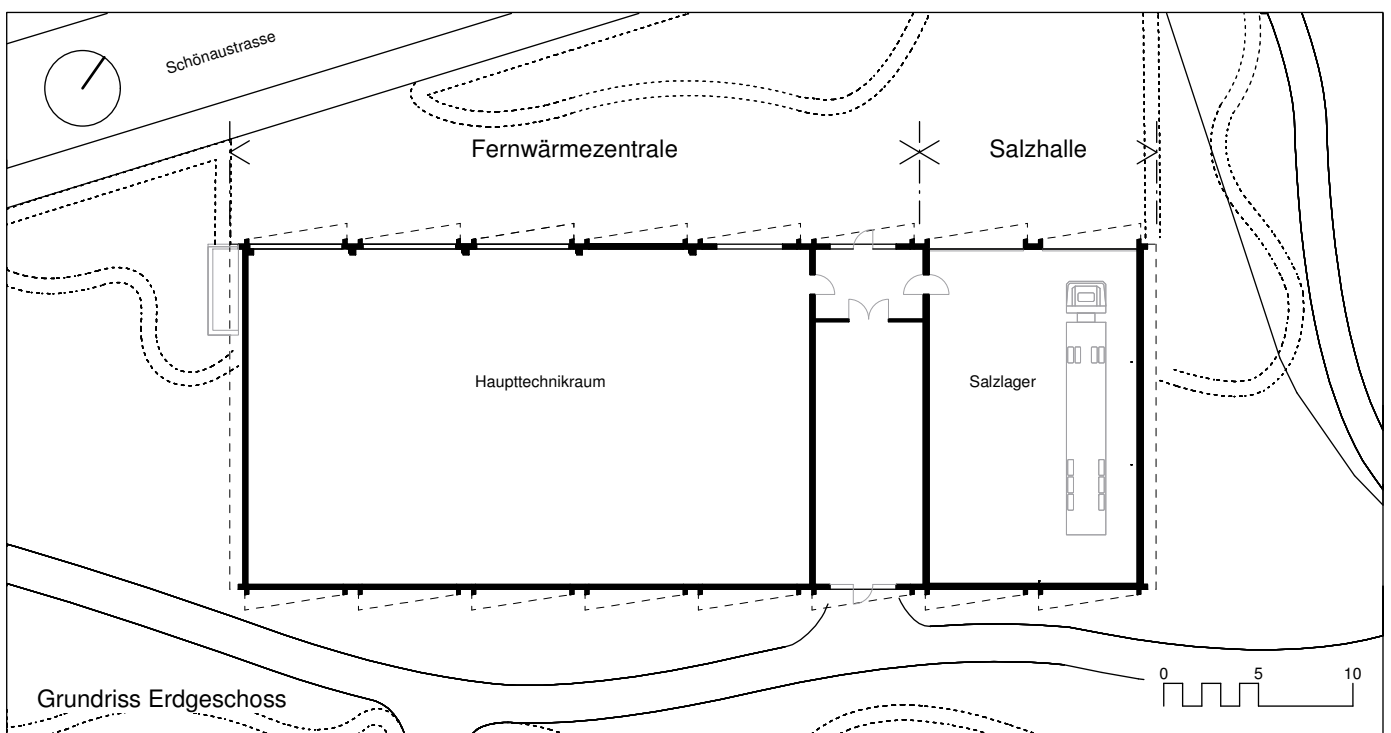 Schönaustrasse
Fernwärmezentrale
Salzhalle
Haupttechnikraum
Salzlager
Grundriss Erdgeschoss
0 5 10